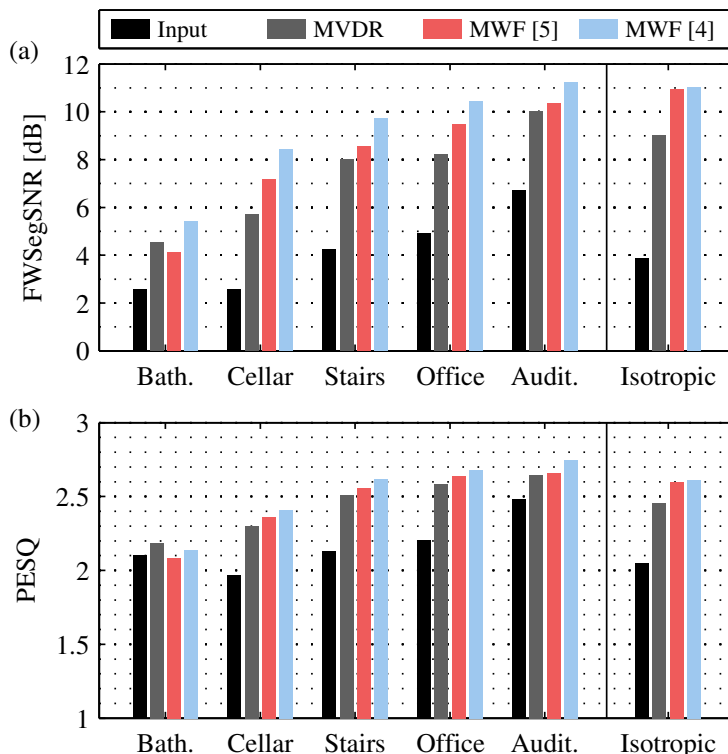 Input MVDR MWF [5] MWF [4]
(a)
12
10
8
6
4
2
0
FWSegSNR [dB]
Bath. Cellar Stairs Office Audit. Isotropic
(b)
3
2.5
2
1.5
1
PESQ
Bath. Cellar Stairs Office Audit. Isotropic